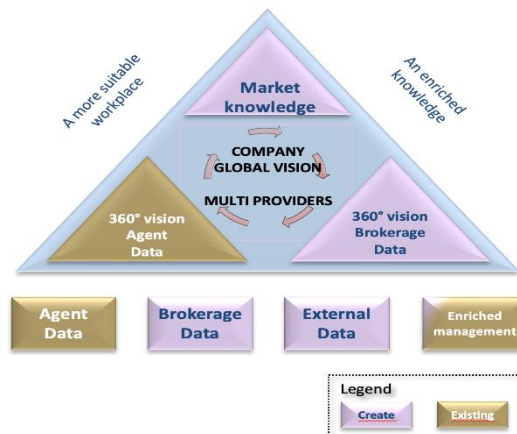 A more suitable
workplace
An enriched
knowledge
Market
knowledge
COMPANY
GLOBAL VISION
MULTI PROVIDERS
360° vision
Agent
Data
360° vision
Brokerage
Data
Agent
Data
Brokerage
Data
External
Data
Enriched
management
Legend
Create
Existing